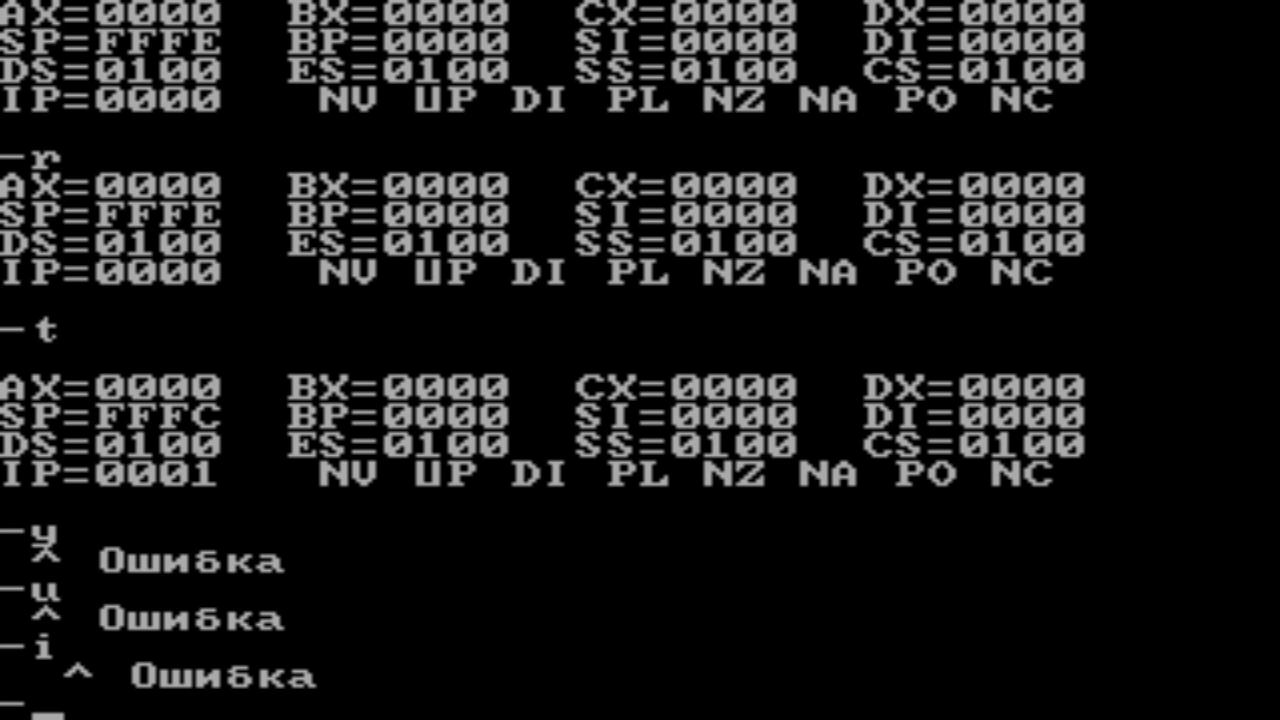 AX=0000 BX=0000 CX=0000 DX=0000
SP=FFFE BP=0000 SI=0000 DI=0000
DS=0100 ES=0100 SS=0100 CS=0100
IP=0000 NV UP DI PL NZ NA PO NC
-r
AX=0000 BX=0000 CX=0000 DX=0000
SP=FFFE BP=0000 SI=0000 DI=0000
DS=0100 ES=0100 SS=0100 CS=0100
IP=0000 NV UP DI PL NZ NA PO NC
-t
AX=0000 BX=0000 CX=0000 DX=0000
SP=FFFC BP=0000 SI=0000 DI=0000
DS=0100 ES=0100 SS=0100 CS=0100
IP=0001 NV UP DI PL NZ NA PO NC
-y
^ Ошибка
-u
^ Ошибка
-i
^ Ошибка
-_